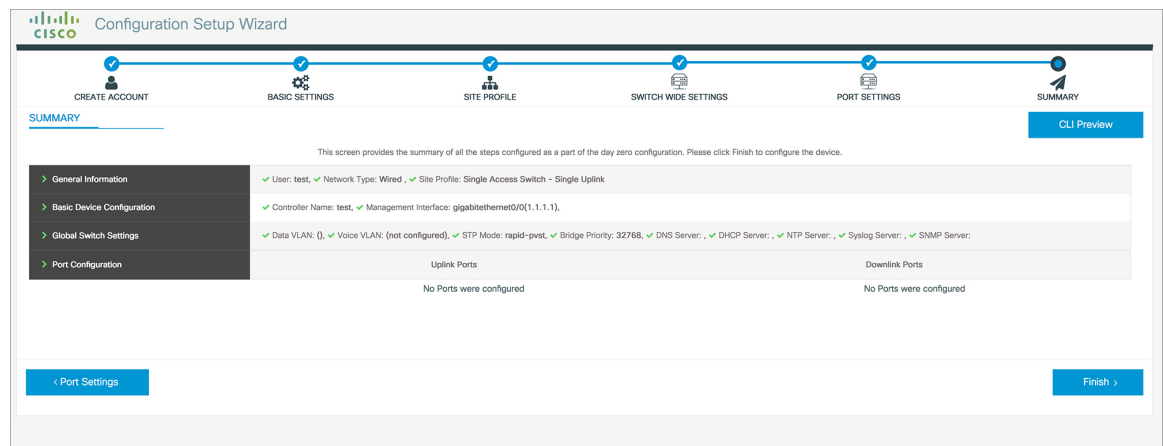 CISCO Configuration Setup Wizard
CREATE ACCOUNT BASIC SETTINGS SITE PROFILE SWITCH WIDE SETTINGS PORT SETTINGS SUMMARY
SUMMARY
CLI Preview
This screen provides the summary of all the steps configured as a part of the day zero configuration. Please click Finish to configure the device.
> General Information ✔ User: test, ✔ Network Type: Wired , ✔ Site Profile: Single Access Switch - Single Uplink
> Basic Device Configuration ✔ Controller Name: test, ✔ Management Interface: gigabitethernet0/0(1.1.1.1),
> Global Switch Settings ✔ Data VLAN: (), ✔ Voice VLAN: (not configured), ✔ STP Mode: rapid-pvst, ✔ Bridge Priority: 32768, ✔ DNS Server: , ✔ DHCP Server: , ✔ NTP Server: , ✔ Syslog Server: , ✔ SNMP Server:
> Port Configuration Uplink Ports Downlink Ports
No Ports were configured No Ports were configured
< Port Settings Finish >